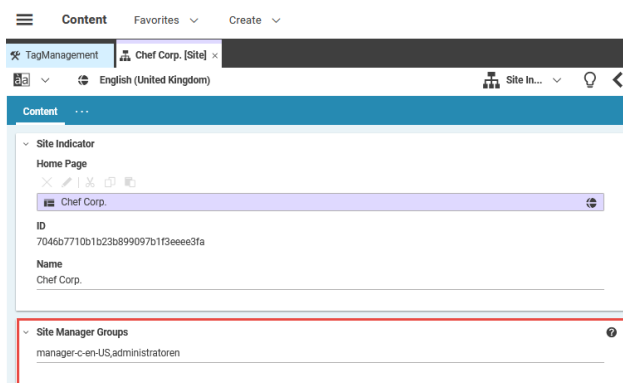 Content Favorites Create
TagManagement Chef Corp. [Site] ×
àa English (United Kingdom) Site In...
Content ...
Site Indicator
Home Page
Chef Corp.
ID
7046b7710b1b23b899097b1f3eeee3fa
Name
Chef Corp.
Site Manager Groups ?
manager-c-en-US,administratoren